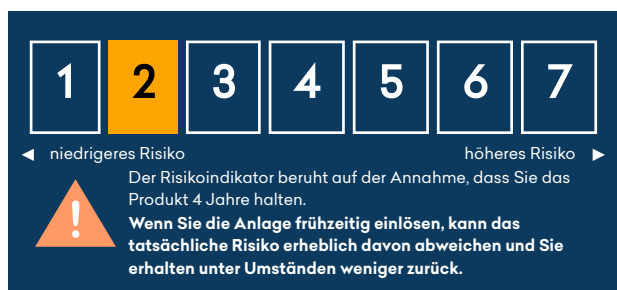 1 2 3 4 5 6 7
◄ niedrigeres Risiko höheres Risiko ►
Der Risikoindikator beruht auf der Annahme, dass Sie das
Produkt 4 Jahre halten.
Wenn Sie die Anlage frühzeitig einlösen, kann das
tatsächliche Risiko erheblich davon abweichen und Sie
erhalten unter Umständen weniger zurück.